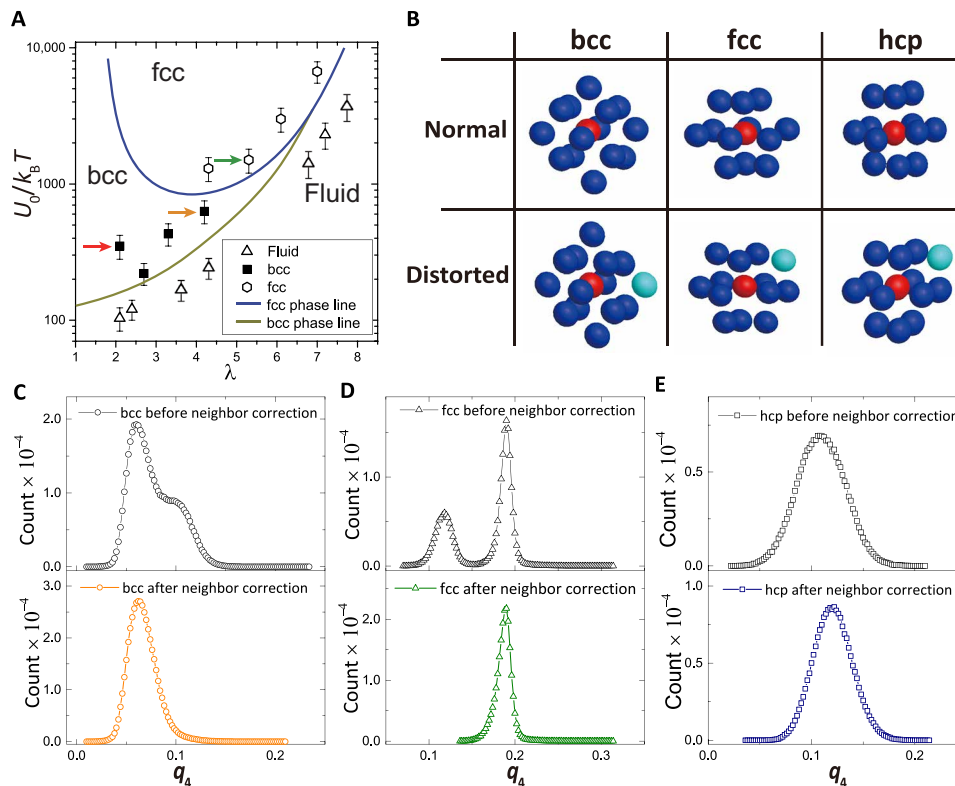 A
10,000
1000
100
U₀/k_BT
fcc
bcc
Fluid
Fluid
bcc
fcc
fcc phase line
bcc phase line
1 2 3 4 5 6 7 8
λ
B
bcc fcc hcp
Normal
Distorted
C
bcc before neighbor correction
2.0
1.0
0.0
Count × 10⁻⁴
bcc after neighbor correction
3.0
2.0
1.0
0.0
Count × 10⁻⁴
0.0 0.1 0.2
q₄
D
fcc before neighbor correction
1.0
0.0
Count × 10⁻⁴
fcc after neighbor correction
2.0
1.0
0.0
Count × 10⁻⁴
0.1 0.2 0.3
q₄
E
hcp before neighbor correction
0.5
0.0
Count × 10⁻⁴
hcp after neighbor correction
1.0
0.5
0.0
Count × 10⁻⁴
0.0 0.1 0.2
q₄